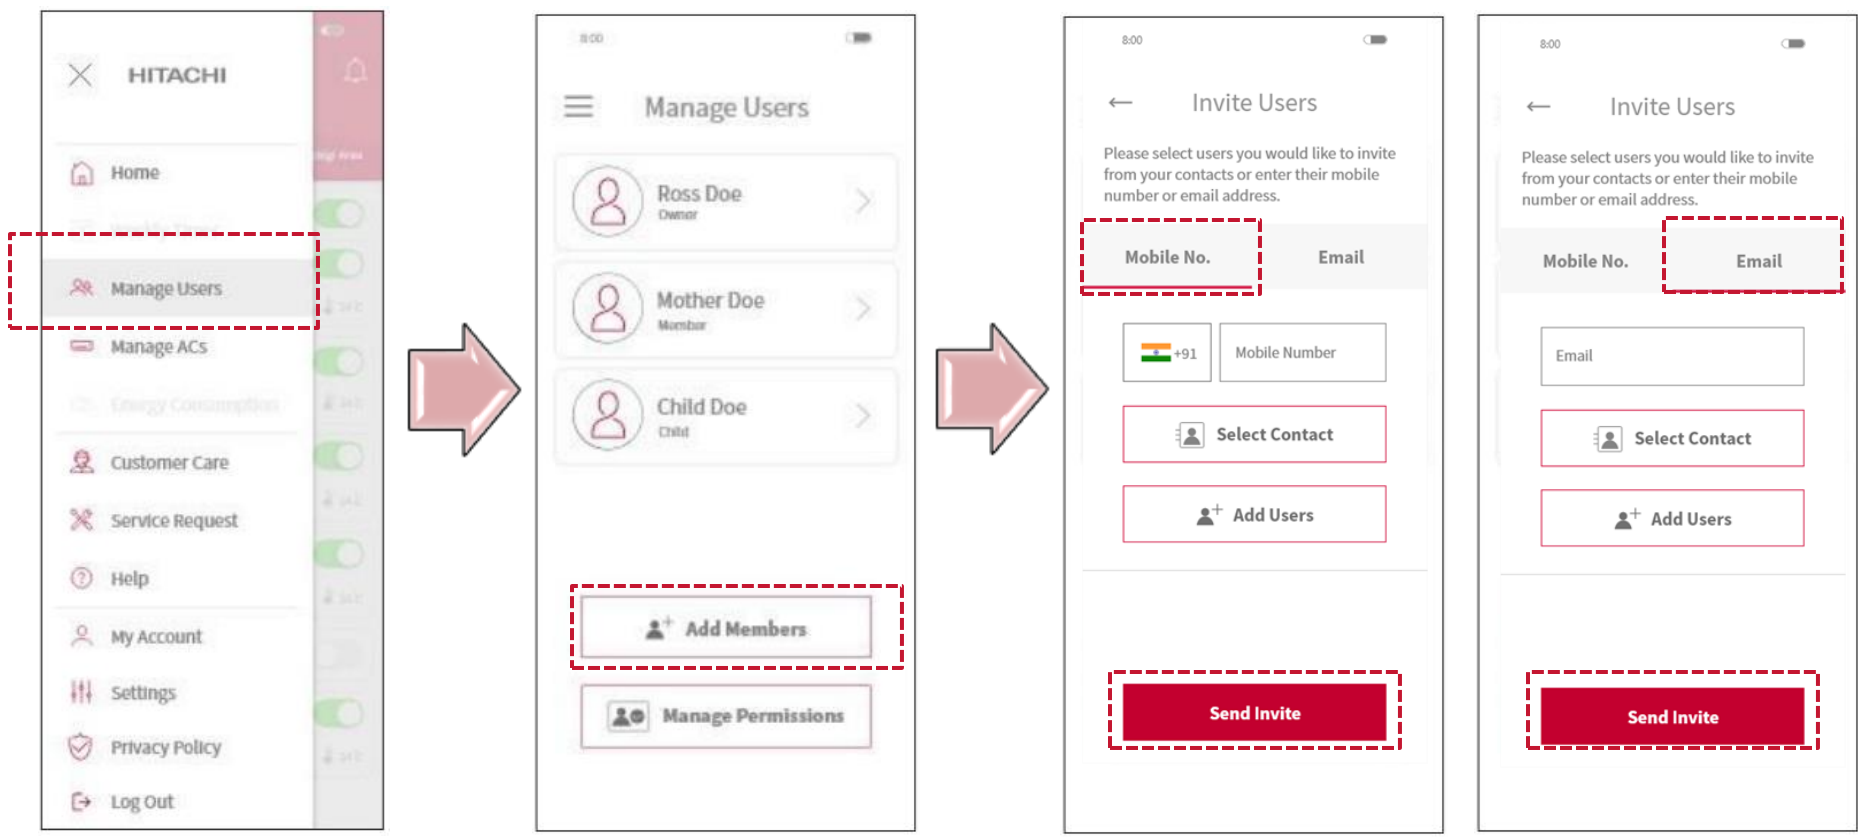 HITACHI
Home
Weekly Timer
Manage Users
Manage ACs
Energy Consumption
Customer Care
Service Request
Help
My Account
Settings
Privacy Policy
Log Out
8:00
Manage Users
Ross Doe
Owner
Mother Doe
Member
Child Doe
Child
Add Members
Manage Permissions
8:00
Invite Users
Please select users you would like to invite
from your contacts or enter their mobile
number or email address.
Mobile No. Email
+91 Mobile Number
Select Contact
Add Users
Send Invite
8:00
Invite Users
Please select users you would like to invite
from your contacts or enter their mobile
number or email address.
Mobile No. Email
Email
Select Contact
Add Users
Send Invite